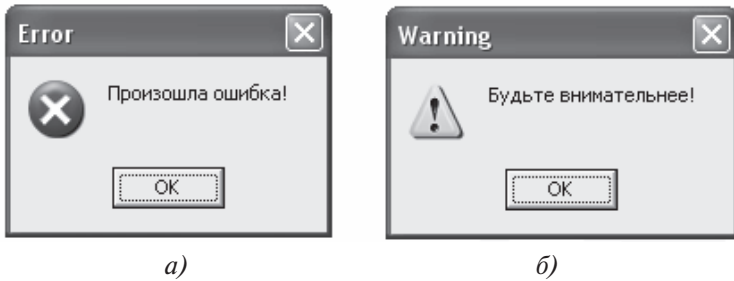 Error
Произошла ошибка!
OK
а)
Warning
Будьте внимательнее!
OK
б)